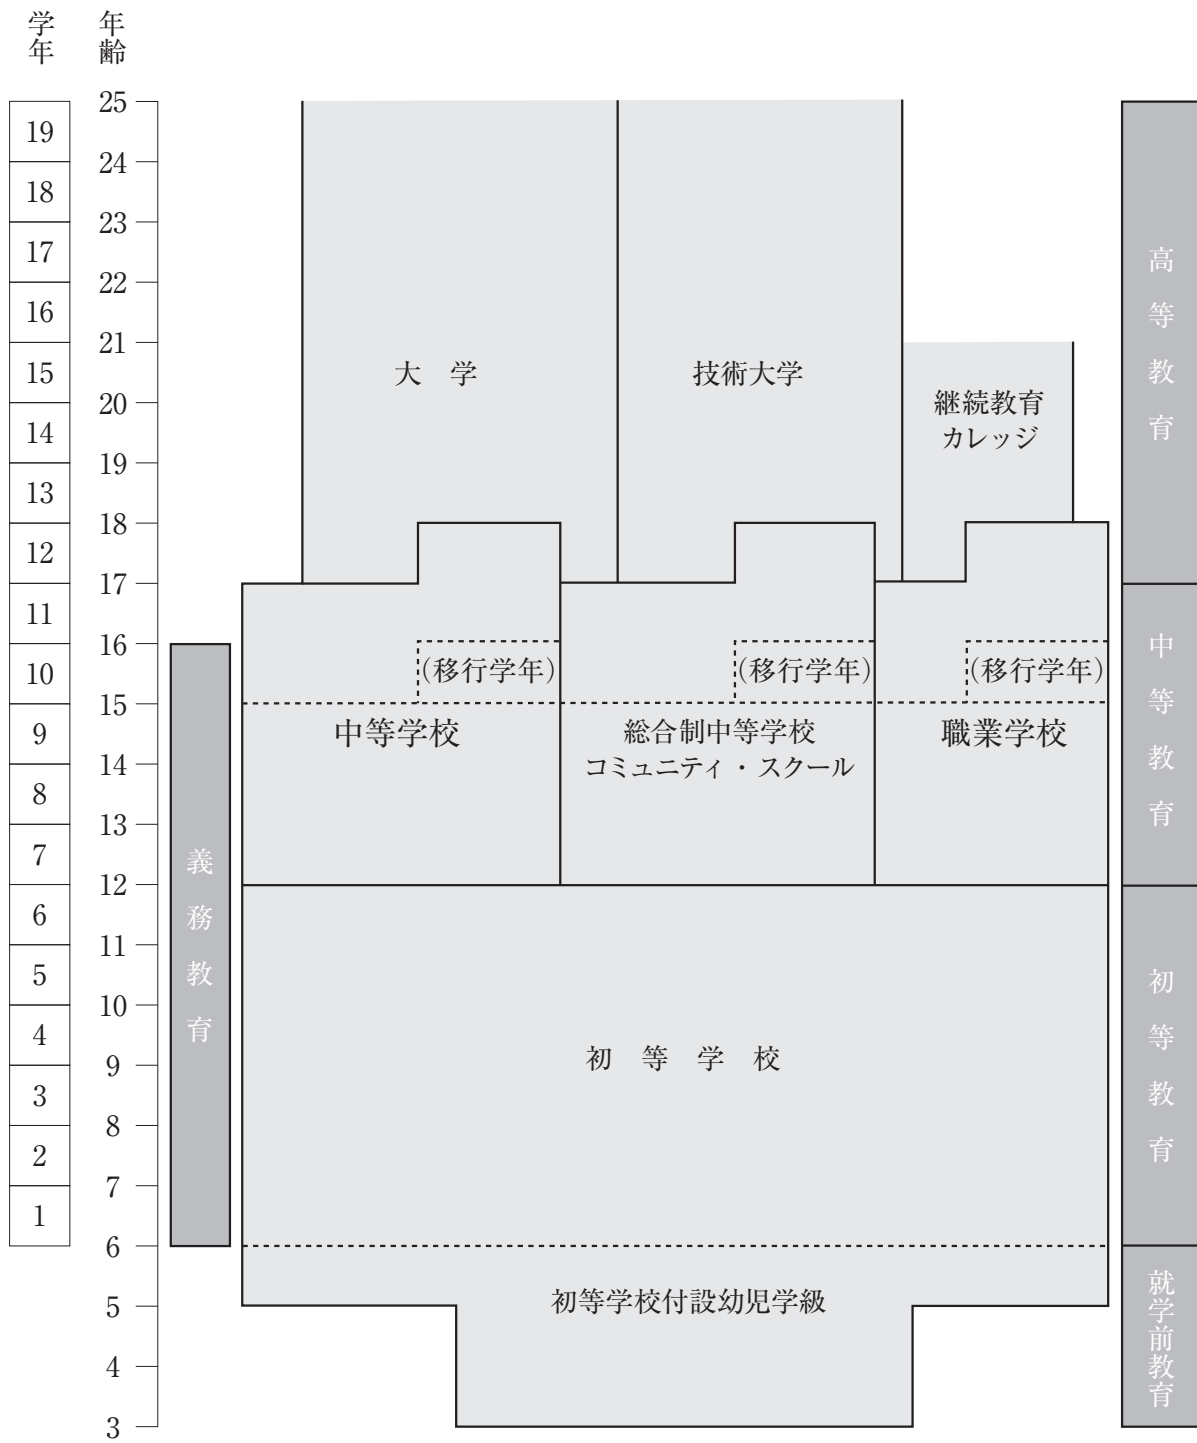 学年
年齢
25
19
24
18
23
17
22
16
21
15
20
14
19
13
18
12
17
11
16
10
15
9
14
8
13
7
12
6
11
5
10
4
9
3
8
2
7
1
6
5
4
3
義務教育
大 学
技術大学
継続教育
カレッジ
(移行学年)
(移行学年)
(移行学年)
中等学校
総合制中等学校
コミュニティ・スクール
職業学校
初 等 学 校
初等学校付設幼児学級
高等教育
中等教育
初等教育
就学前教育